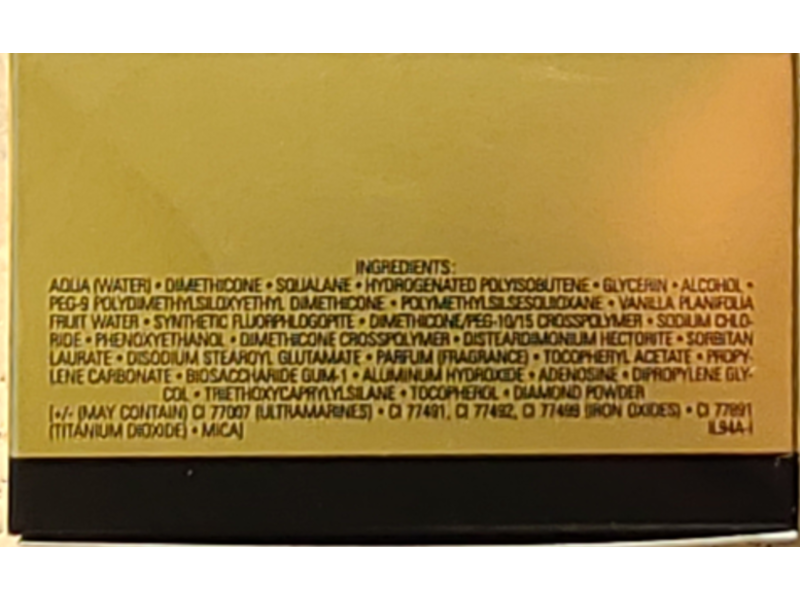 INGREDIENTS:
AQUA (WATER) • DIMETHICONE • SQUALANE • HYDROGENATED POLYISOBUTENE • GLYCERIN • ALCOHOL •
PEG-9 POLYDIMETHYLSILOXYETHYL DIMETHICONE • POLYMETHYLSILSESQUIOXANE • VANILLA PLANIFOLIA
FRUIT WATER • SYNTHETIC FLUORPHLOGOPITE • DIMETHICONE/PEG-10/15 CROSSPOLYMER • SODIUM CHLO-
RIDE • PHENOXYETHANOL • DIMETHICONE CROSSPOLYMER • DISTEARDIMONIUM HECTORITE • SORBITAN
LAURATE • DISODIUM STEAROYL GLUTAMATE • PARFUM (FRAGRANCE) • TOCOPHERYL ACETATE • PROPY-
LENE CARBONATE • BIOSACCHARIDE GUM-1 • ALUMINUM HYDROXIDE • ADENOSINE • DIPROPYLENE GLY-
COL • TRIETHOXYCAPRYLYLSILANE • TOCOPHEROL • DIAMOND POWDER
[+/- (MAY CONTAIN) CI 77007 (ULTRAMARINES) • CI 77491, CI 77492, CI 77499 (IRON OXIDES) • CI 77891
(TITANIUM DIOXIDE) • MICA] IL94A-I